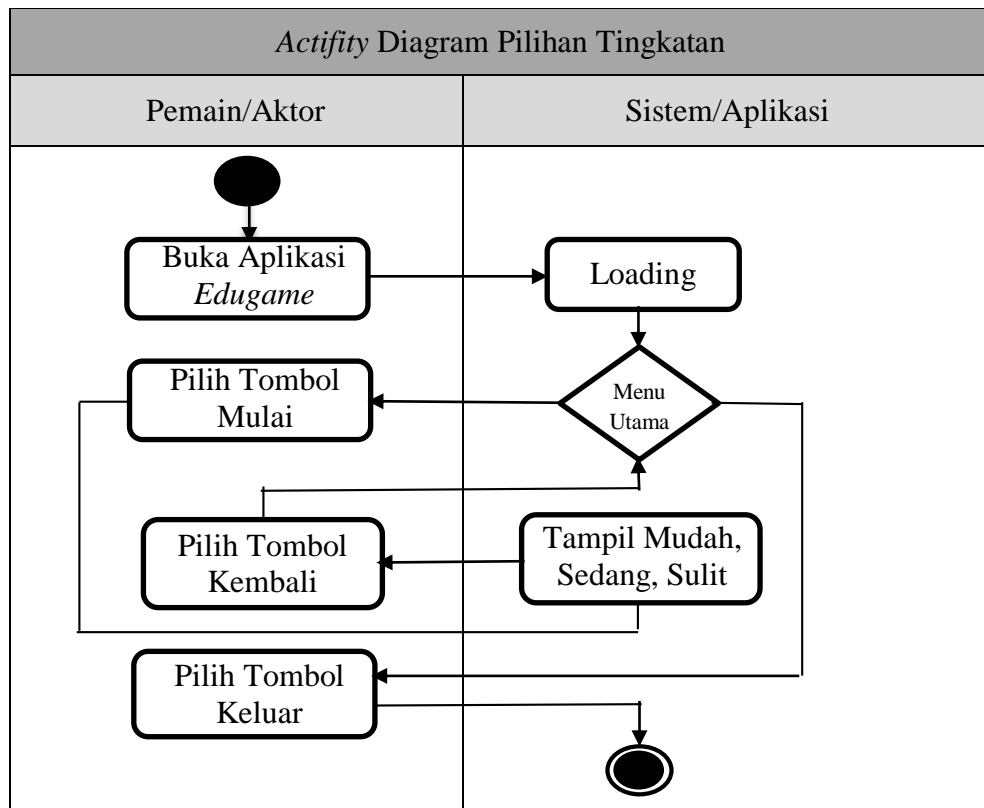 Actifity Diagram Pilihan Tingkatan
Pemain/Aktor
Sistem/Aplikasi
Buka Aplikasi
Edugame
Loading
Pilih Tombol
Mulai
Menu
Utama
Pilih Tombol
Kembali
Tampil Mudah,
Sedang, Sulit
Pilih Tombol
Keluar